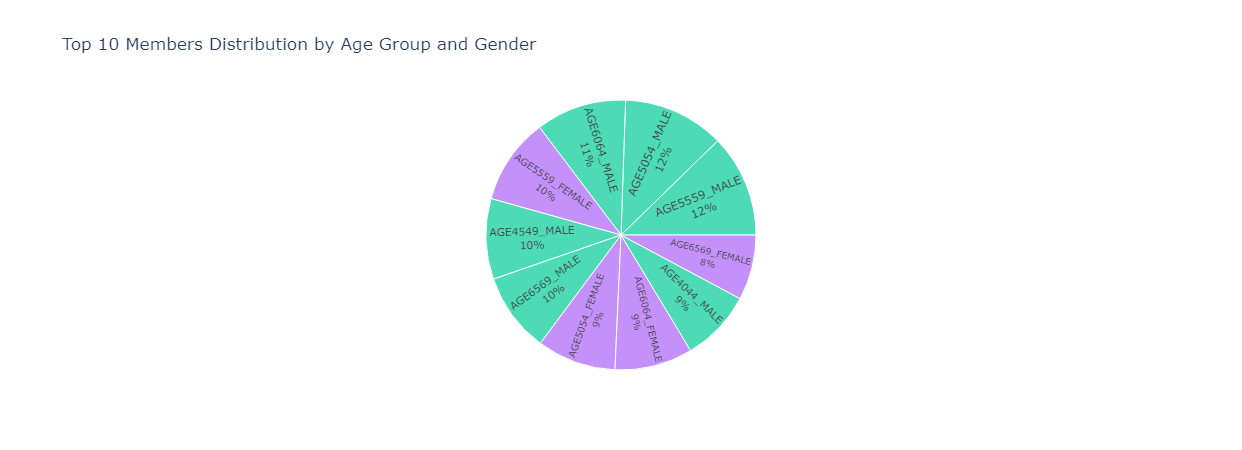 Top 10 Members Distribution by Age Group and Gender
AGE5559_MALE
12%
AGE5054_MALE
12%
AGE6064_MALE
11%
AGE5559_FEMALE
10%
AGE4549_MALE
10%
AGE6569_MALE
10%
AGE5054_FEMALE
9%
AGE6064_FEMALE
9%
AGE4044_MALE
9%
AGE6569_FEMALE
8%